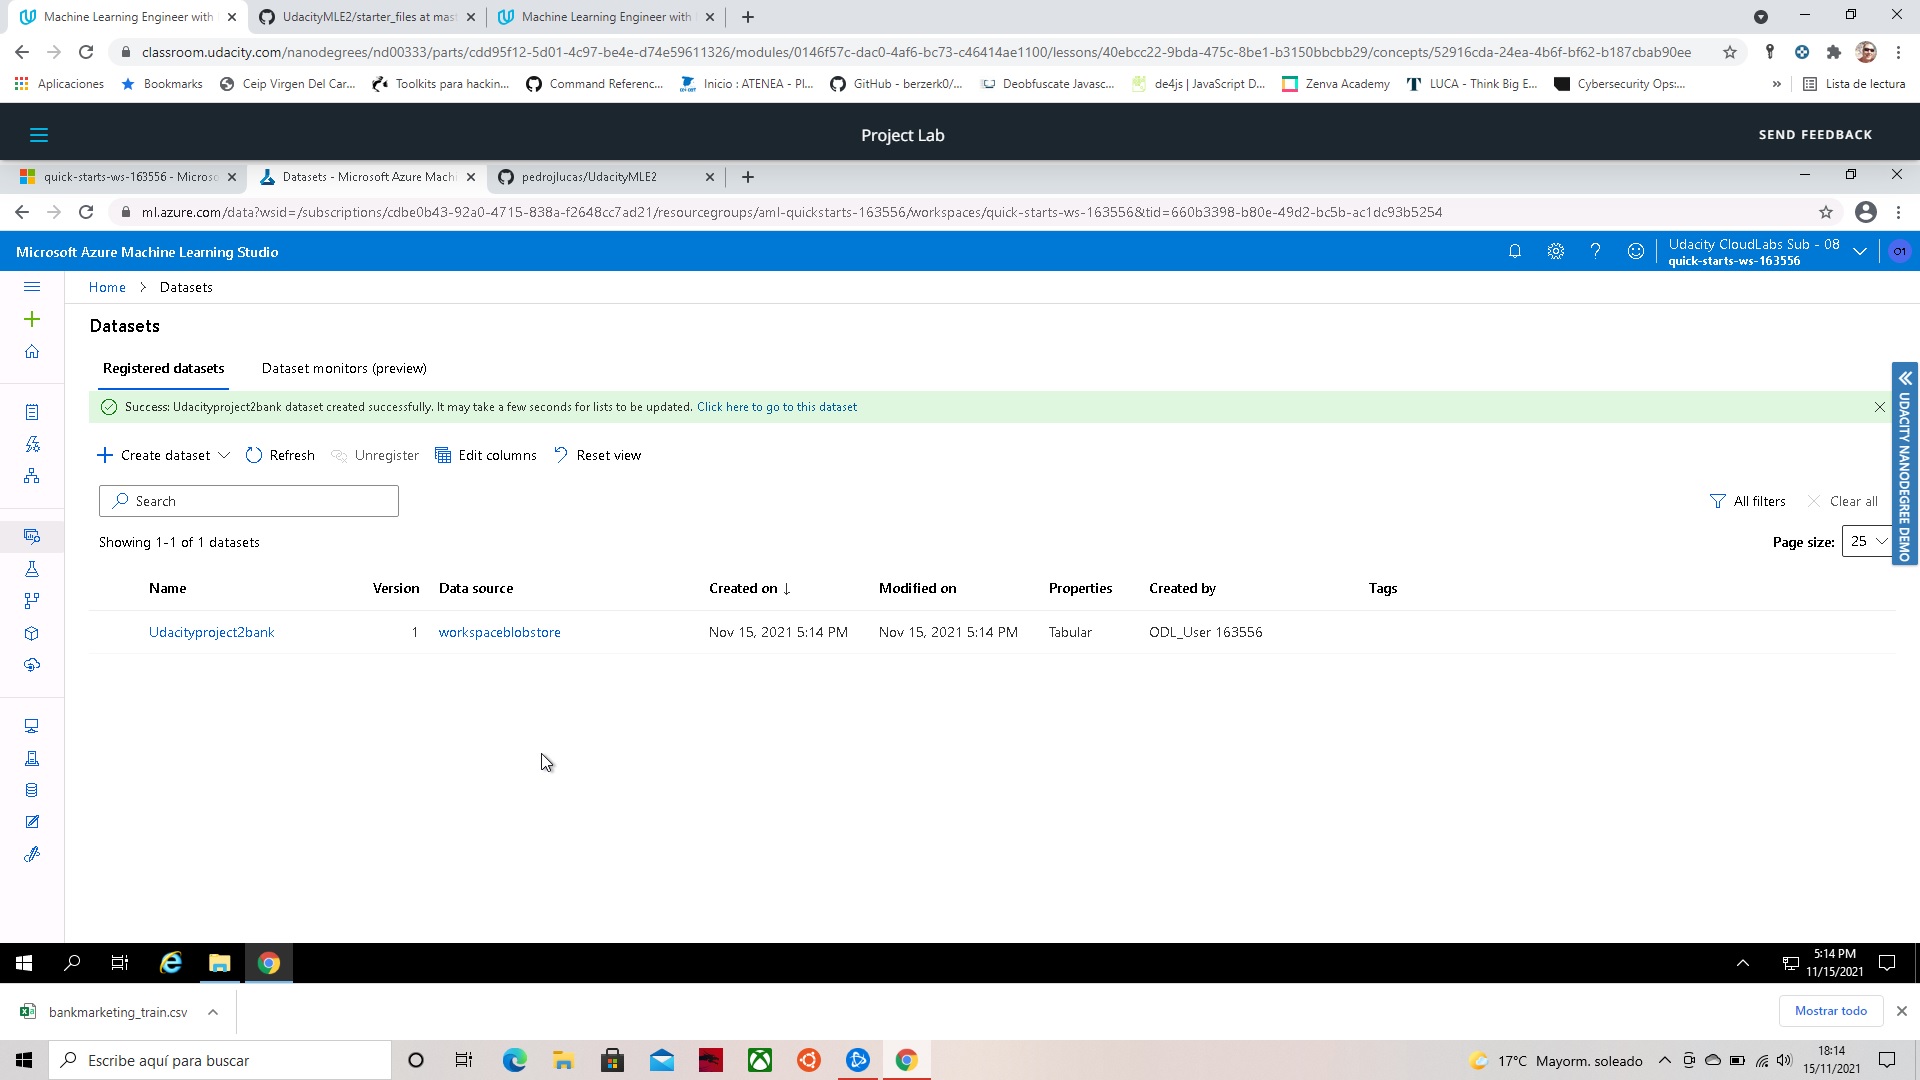 Machine Learning Engineer with
UdacityMLE2/starter_files at mast
Machine Learning Engineer with
classroom.udacity.com/nanodegrees/nd00333/parts/cdd95f12-5d01-4c97-be4e-d74e59611326/modules/0146f57c-dac0-4af6-bc73-c46414ae1100/lessons/40ebcc22-9bda-475c-8be1-b3150bbcbb29/concepts/52916cda-24ea-4b6f-bf62-b187cbab90ee
Aplicaciones
Bookmarks
Ceip Virgen Del Car...
Toolkits para hackin...
Command Referenc...
Inicio : ATENEA - Pl...
GitHub - berzerk0/...
Deobfuscate Javasc...
de4js | JavaScript D...
Zenva Academy
LUCA - Think Big E...
Cybersecurity Ops:...
»
Lista de lectura
Project Lab
SEND FEEDBACK
quick-starts-ws-163556 - Microso
Datasets - Microsoft Azure Machi
pedrojlucas/UdacityMLE2
ml.azure.com/data?wsid=/subscriptions/cdbe0b43-92a0-4715-838a-f2648cc7ad21/resourcegroups/aml-quickstarts-163556/workspaces/quick-starts-ws-163556&tid=660b3398-b80e-49d2-bc5b-ac1dc93b5254
Microsoft Azure Machine Learning Studio
Udacity CloudLabs Sub - 08
quick-starts-ws-163556
O1
Home > Datasets
Datasets
Registered datasets
Dataset monitors (preview)
Success: Udacityproject2bank dataset created successfully. It may take a few seconds for lists to be updated. Click here to go to this dataset
Create dataset
Refresh
Unregister
Edit columns
Reset view
Search
All filters
Clear all
Showing 1-1 of 1 datasets
Page size: 25
Name Version Data source Created on ↓ Modified on Properties Created by Tags
Udacityproject2bank 1 workspaceblobstore Nov 15, 2021 5:14 PM Nov 15, 2021 5:14 PM Tabular ODL_User 163556
UDACITY NANODEGREE DEMO
5:14 PM
11/15/2021
bankmarketing_train.csv
Mostrar todo
Escribe aquí para buscar
17°C Mayorm. soleado
18:14
15/11/2021